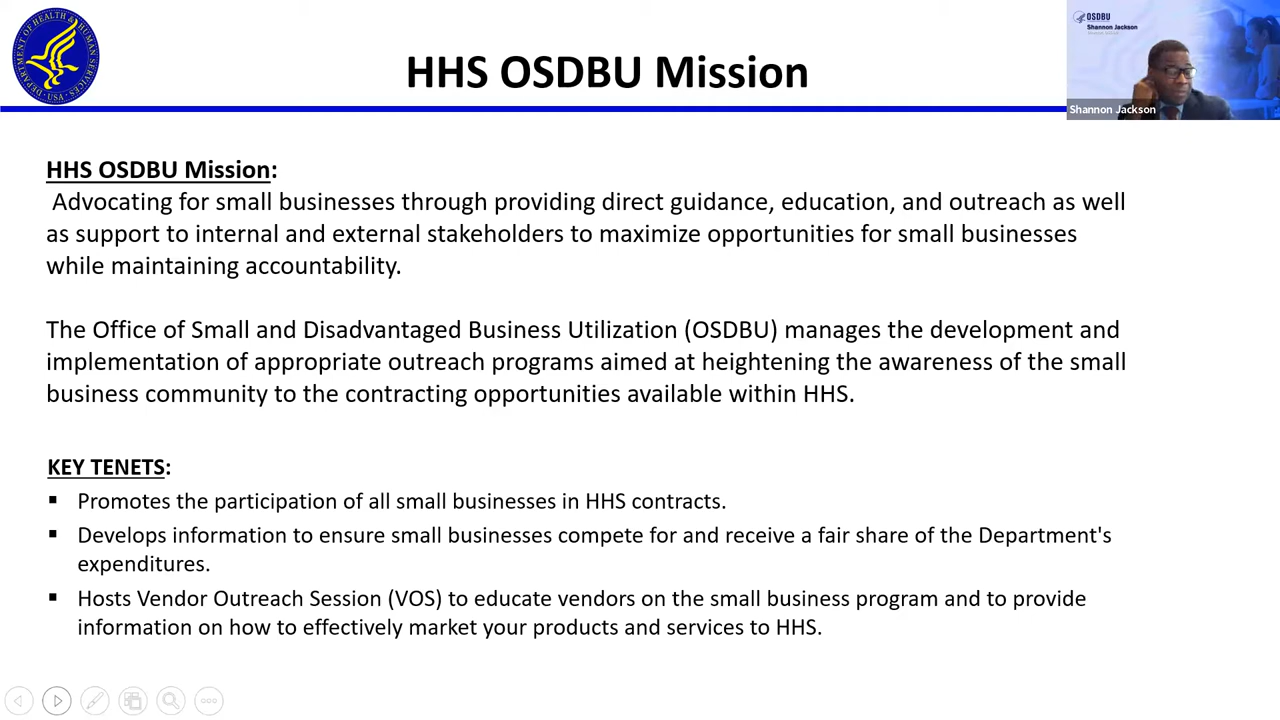 DEPARTMENT OF HEALTH & HUMAN SERVICES · USA
HHS OSDBU Mission
OSDBU
Shannon Jackson
Shannon Jackson
HHS OSDBU Mission:
Advocating for small businesses through providing direct guidance, education, and outreach as well
as support to internal and external stakeholders to maximize opportunities for small businesses
while maintaining accountability.
The Office of Small and Disadvantaged Business Utilization (OSDBU) manages the development and
implementation of appropriate outreach programs aimed at heightening the awareness of the small
business community to the contracting opportunities available within HHS.
KEY TENETS:
▪ Promotes the participation of all small businesses in HHS contracts.
▪ Develops information to ensure small businesses compete for and receive a fair share of the Department's
expenditures.
▪ Hosts Vendor Outreach Session (VOS) to educate vendors on the small business program and to provide
information on how to effectively market your products and services to HHS.